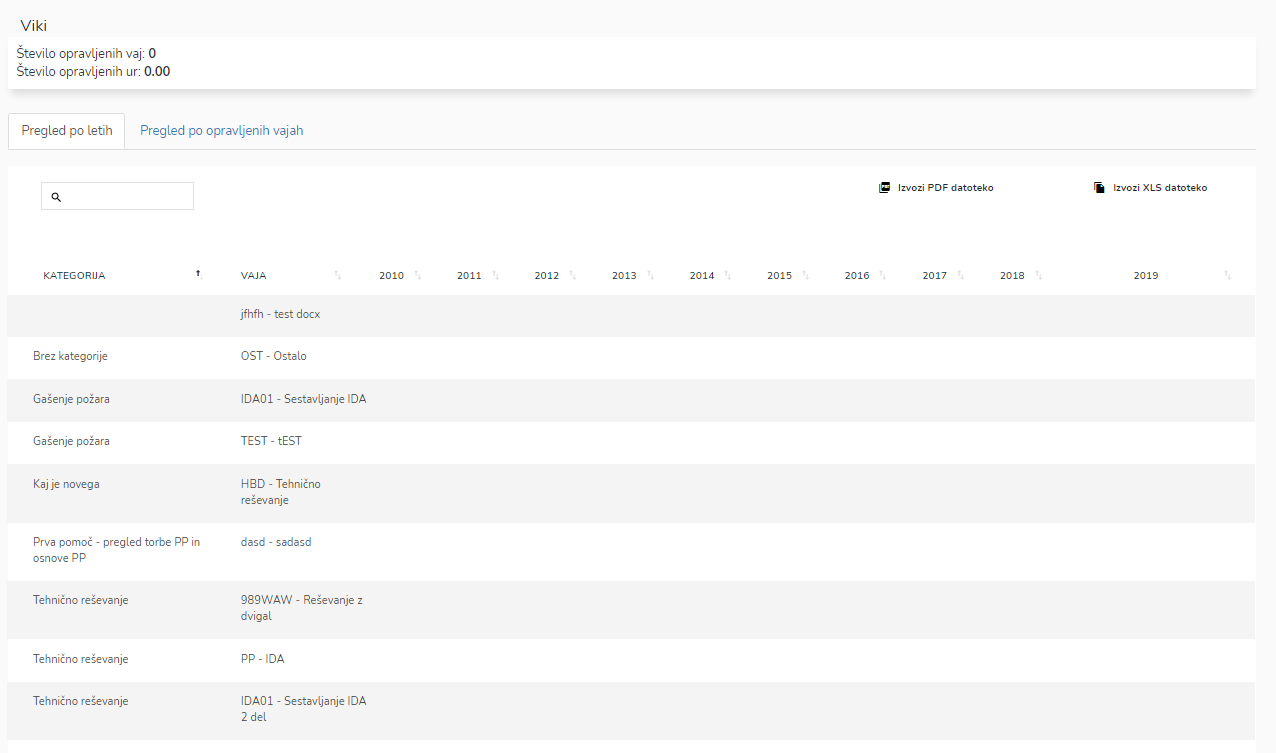 Viki
Število opravljenih vaj: 0
Število opravljenih ur: 0.00
Pregled po letih Pregled po opravljenih vajah
Izvozi PDF datoteko Izvozi XLS datoteko
KATEGORIJA VAJA 2010 2011 2012 2013 2014 2015 2016 2017 2018 2019
jfhfh - test docx
Brez kategorije OST - Ostalo
Gašenje požara IDA01 - Sestavljanje IDA
Gašenje požara TEST - tEST
Kaj je novega HBD - Tehnično
reševanje
Prva pomoč - pregled torbe PP in dasd - sadasd
osnove PP
Tehnično reševanje 989WAW - Reševanje z
dvigal
Tehnično reševanje PP - IDA
Tehnično reševanje IDA01 - Sestavljanje IDA
2 del